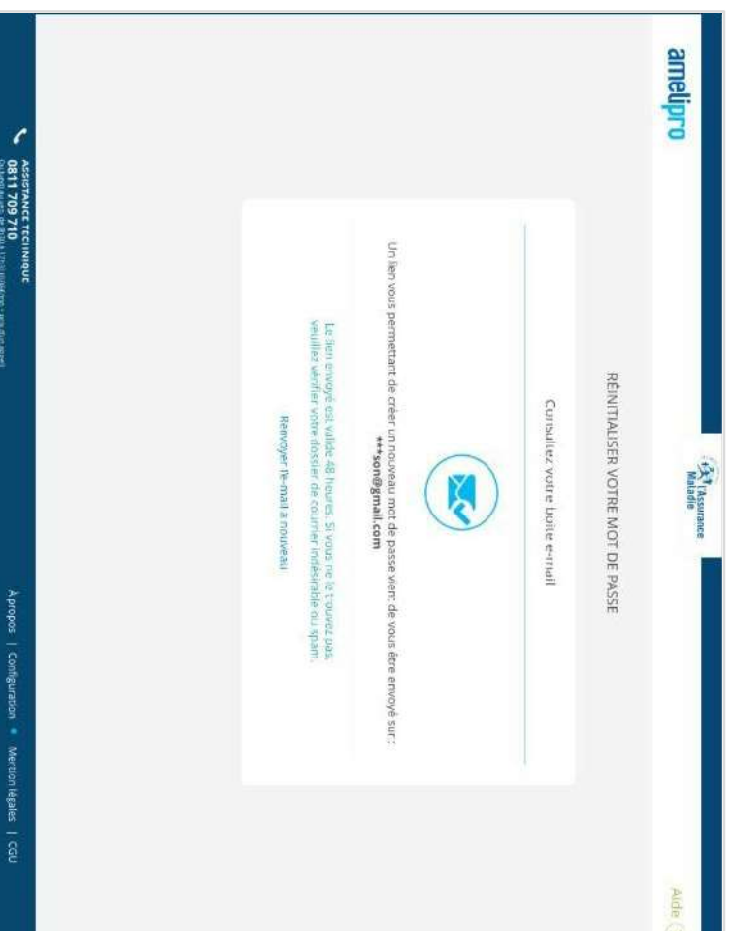 amelipro
l'Assurance
Maladie
Aide
RÉINITIALISER VOTRE MOT DE PASSE
Consultez votre boite e-mail
Un lien vous permettant de créer un nouveau mot de passe vient de vous être envoyé sur :
***son@gmail.com
Le lien envoyé est valide 48 heures. Si vous ne le trouvez pas,
veuillez vérifier votre dossier de courrier indésirable ou spam.
Renvoyer l'e-mail à nouveau
ASSISTANCE TECHNIQUE
0811 709 710
À propos | Configuration • Mention légales | CGU